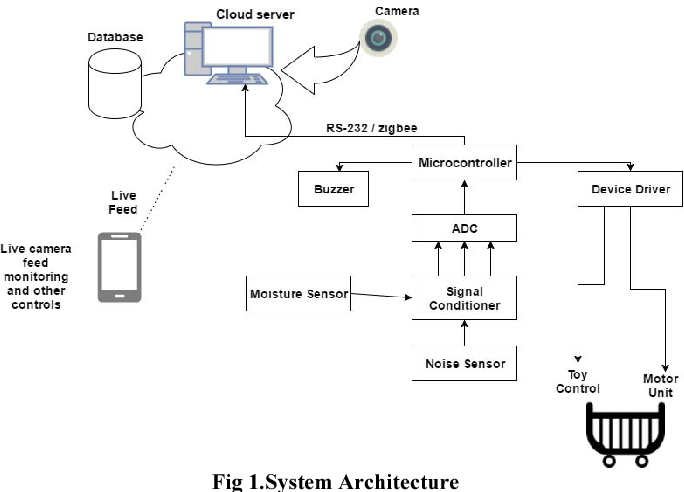 Cloud server
Camera
Database
RS-232 / zigbee
Microcontroller
Buzzer
Device Driver
Live
Feed
ADC
Live camera
feed
monitoring
and other
controls
Moisture Sensor
Signal
Conditioner
Noise Sensor
Toy
Control
Motor
Unit
Fig 1.System Architecture